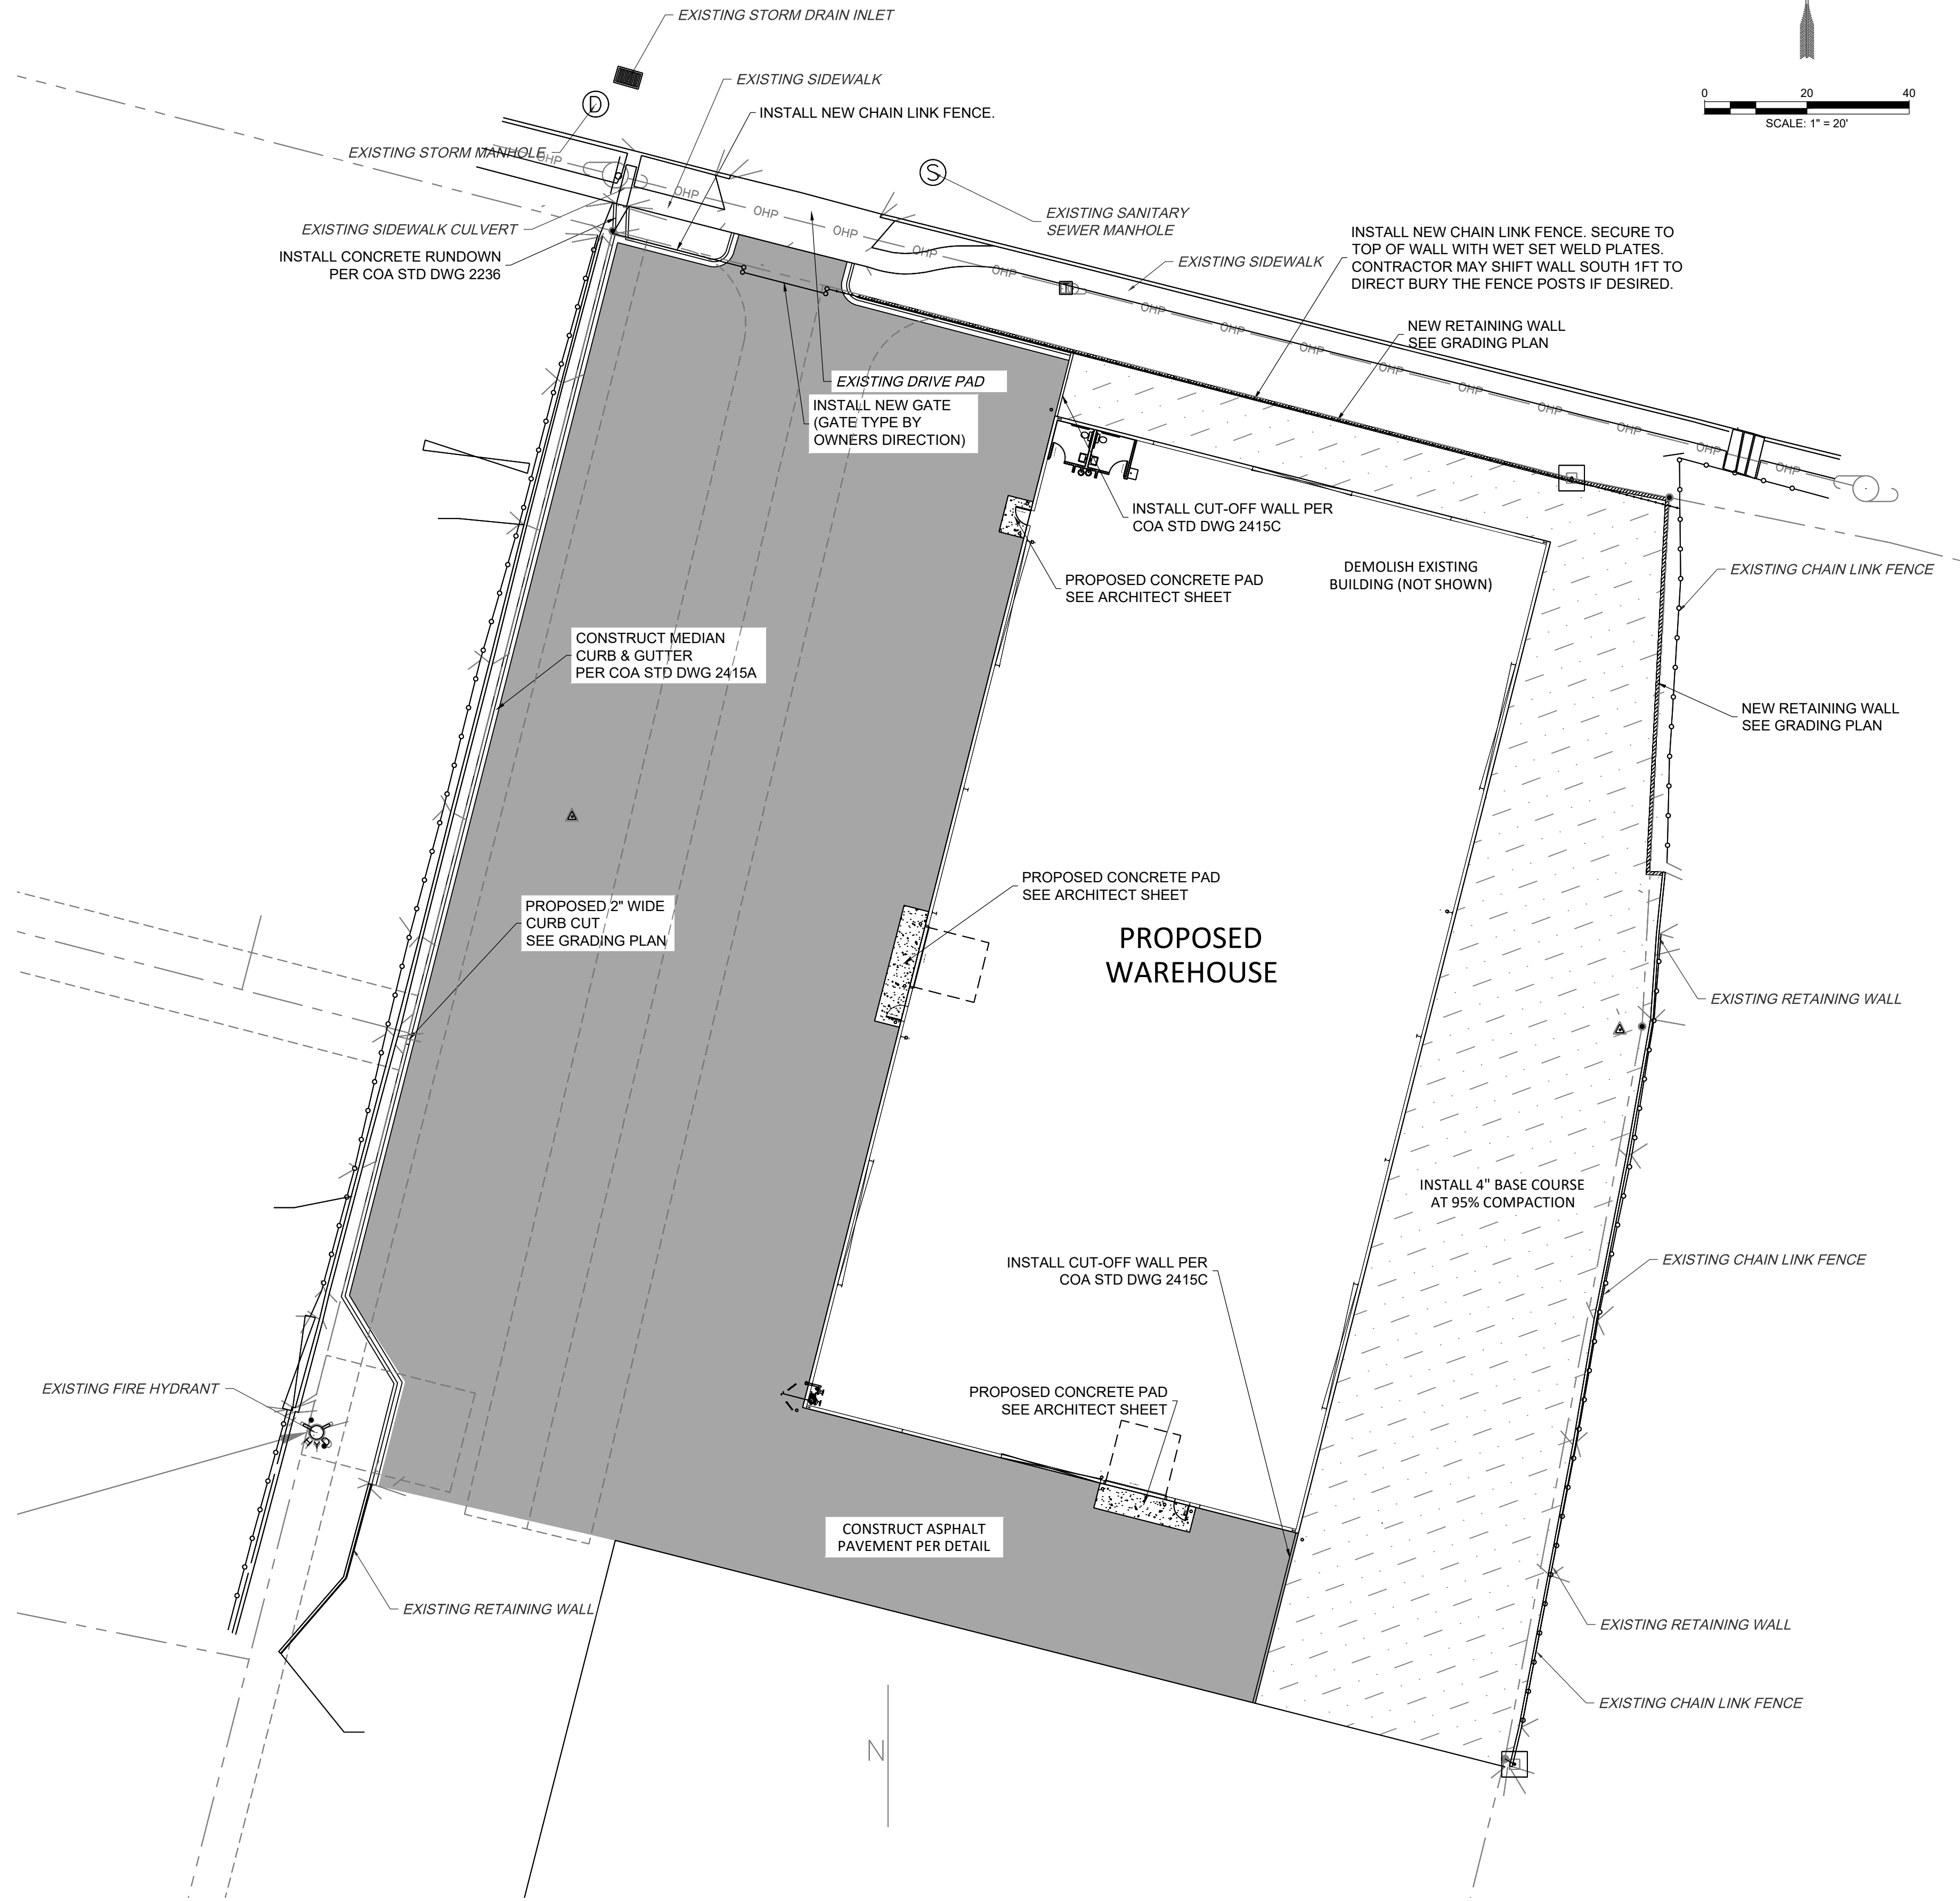 EXISTING STORM DRAIN INLET
EXISTING SIDEWALK
D
INSTALL NEW CHAIN LINK FENCE.
0 20 40
SCALE: 1" = 20'
EXISTING STORM MANHOLE
OHP
S
OHP
OHP
OHP
OHP
OHP
EXISTING SIDEWALK CULVERT
INSTALL CONCRETE RUNDOWN
PER COA STD DWG 2236
EXISTING SANITARY
SEWER MANHOLE
EXISTING SIDEWALK
INSTALL NEW CHAIN LINK FENCE. SECURE TO
TOP OF WALL WITH WET SET WELD PLATES.
CONTRACTOR MAY SHIFT WALL SOUTH 1FT TO
DIRECT BURY THE FENCE POSTS IF DESIRED.
OHP
OHP
OHP
OHP
OHP
OHP
OHP
OHP
OHP
NEW RETAINING WALL
SEE GRADING PLAN
EXISTING DRIVE PAD
INSTALL NEW GATE
(GATE TYPE BY
OWNERS DIRECTION)
INSTALL CUT-OFF WALL PER
COA STD DWG 2415C
DEMOLISH EXISTING
BUILDING (NOT SHOWN)
EXISTING CHAIN LINK FENCE
PROPOSED CONCRETE PAD
SEE ARCHITECT SHEET
CONSTRUCT MEDIAN
CURB & GUTTER
PER COA STD DWG 2415A
NEW RETAINING WALL
SEE GRADING PLAN
PROPOSED CONCRETE PAD
SEE ARCHITECT SHEET
PROPOSED 2" WIDE
CURB CUT
SEE GRADING PLAN
PROPOSED
WAREHOUSE
EXISTING RETAINING WALL
INSTALL 4" BASE COURSE
AT 95% COMPACTION
INSTALL CUT-OFF WALL PER
COA STD DWG 2415C
EXISTING CHAIN LINK FENCE
EXISTING FIRE HYDRANT
PROPOSED CONCRETE PAD
SEE ARCHITECT SHEET
CONSTRUCT ASPHALT
PAVEMENT PER DETAIL
EXISTING RETAINING WALL
EXISTING RETAINING WALL
EXISTING CHAIN LINK FENCE
N